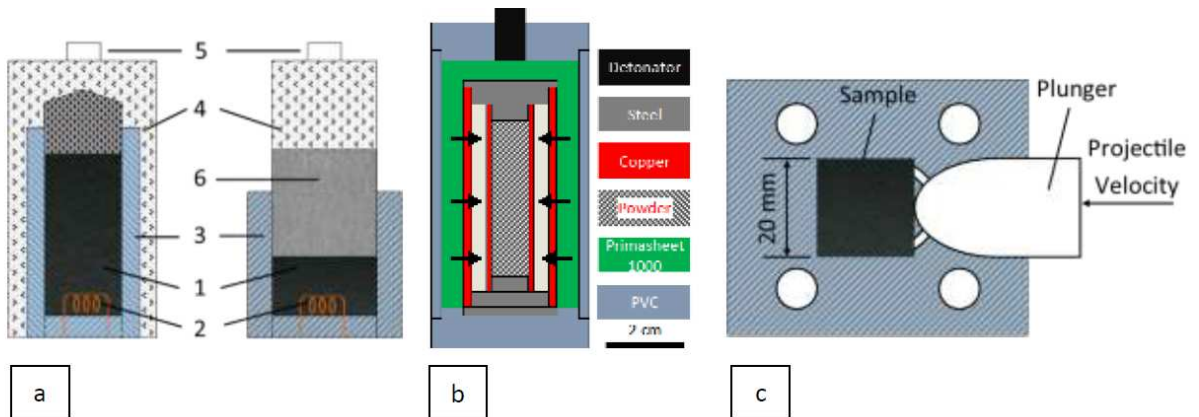 5
4
6
3
1
2
a
Detonator
Steel
Copper
Powder
Primasheet
1000
PVC
2 cm
b
Sample
Plunger
Projectile
Velocity
20 mm
c